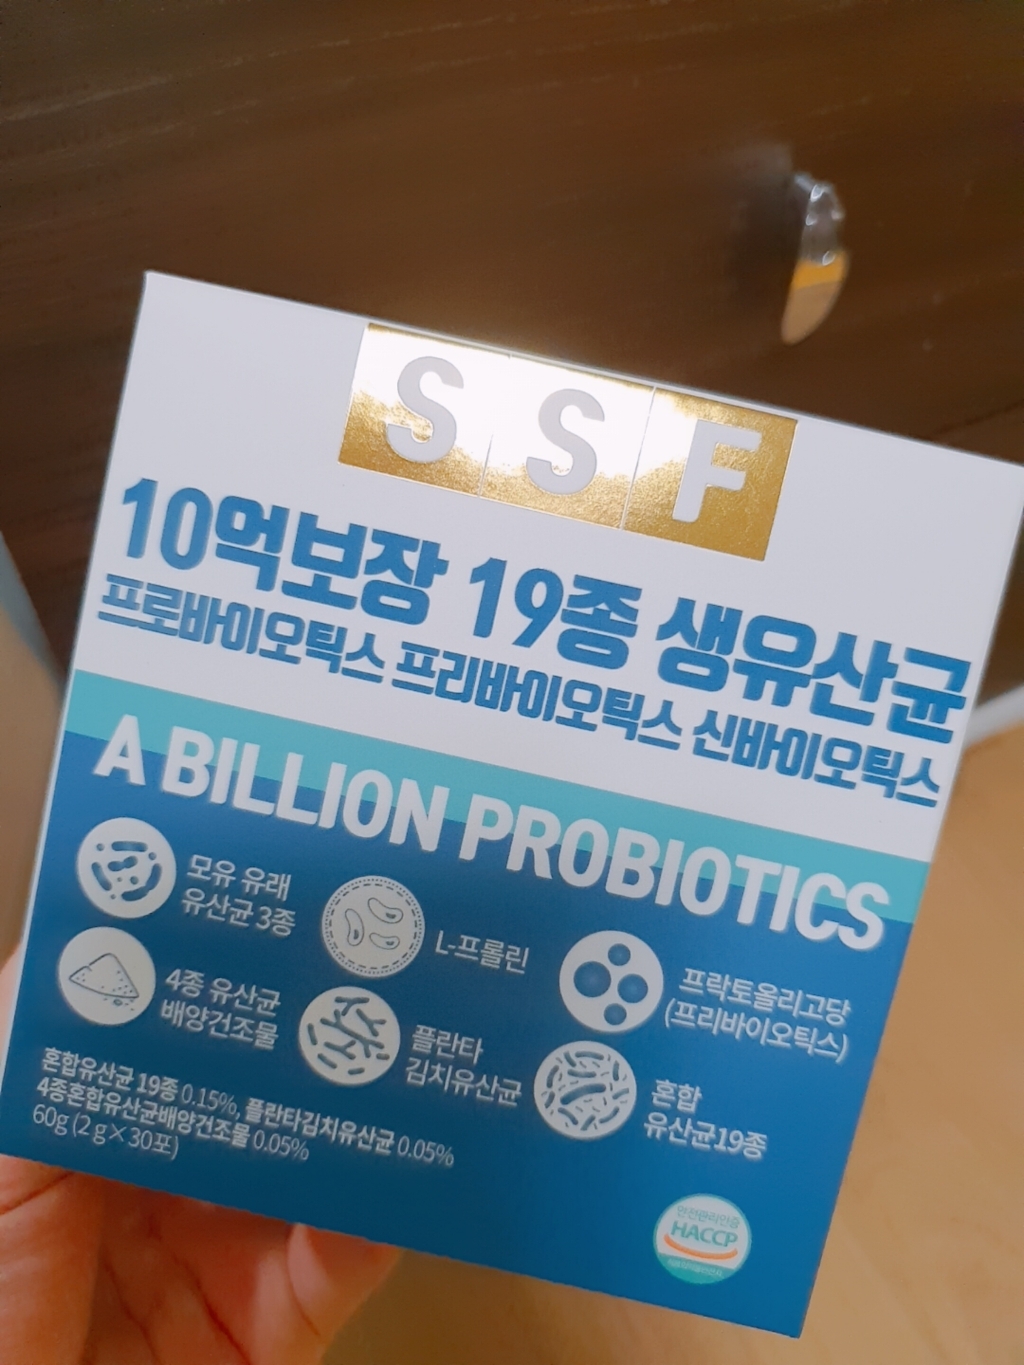 SSF
10억보장 19종 생유산균
프로바이오틱스 프리바이오틱스 신바이오틱스
A BILLION PROBIOTICS
모유 유래
유산균 3종
L-프롤린
프락토올리고당
(프리바이오틱스)
4종 유산균
배양건조물
플란타
김치유산균
혼합
유산균19종
혼합유산균 19종 0.15%, 플란타김치유산균 0.05%
4종혼합유산균배양건조물 0.05%
60g (2 g×30포)
안전관리인증
HACCP